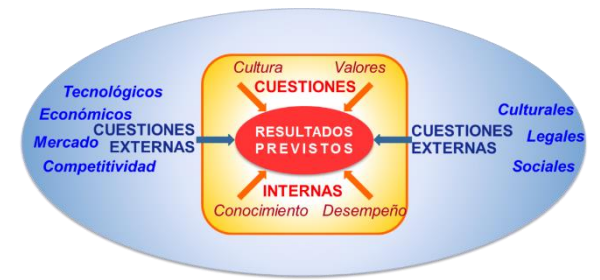 Cultura Valores
CUESTIONES
Tecnológicos
Económicos
Mercado
Competitividad
CUESTIONES
EXTERNAS
RESULTADOS
PREVISTOS
CUESTIONES
EXTERNAS
Culturales
Legales
Sociales
INTERNAS
Conocimiento Desempeño